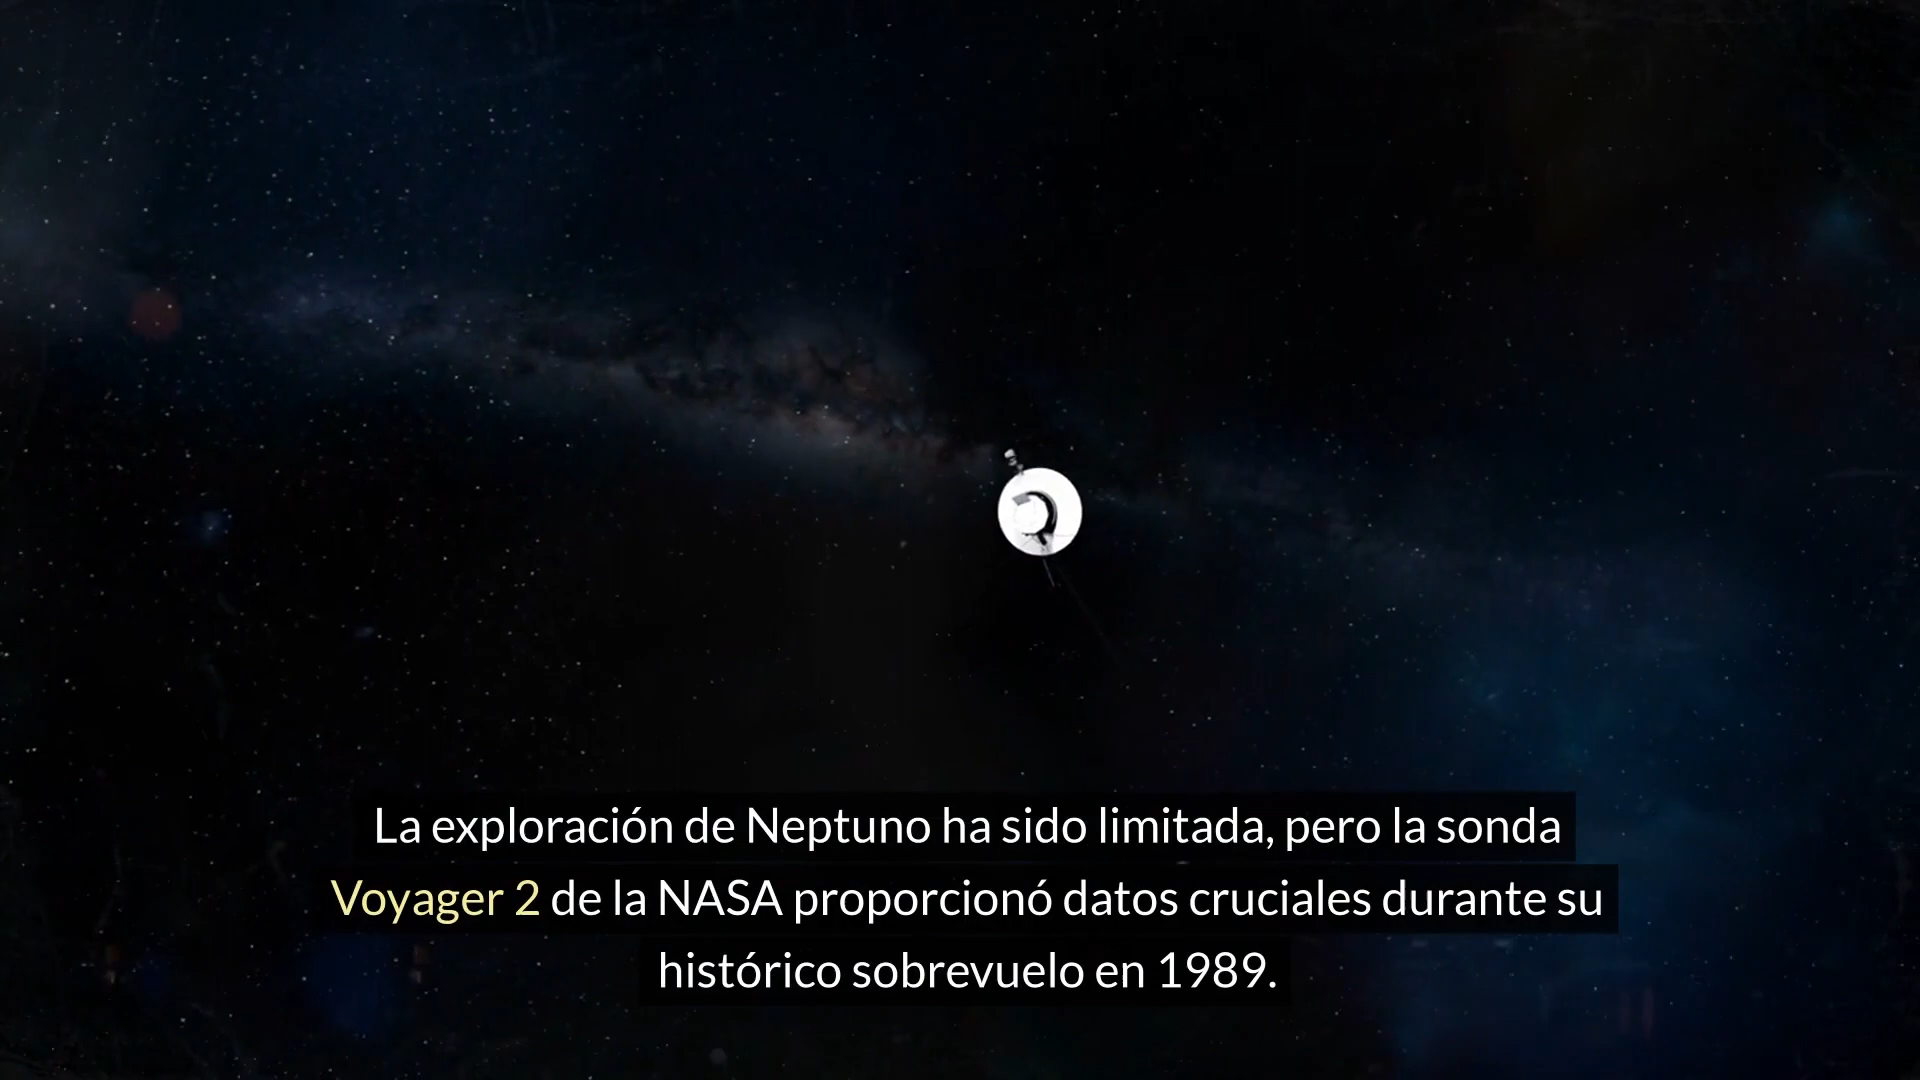 La exploración de Neptuno ha sido limitada, pero la sonda
Voyager 2 de la NASA proporcionó datos cruciales durante su
histórico sobrevuelo en 1989.